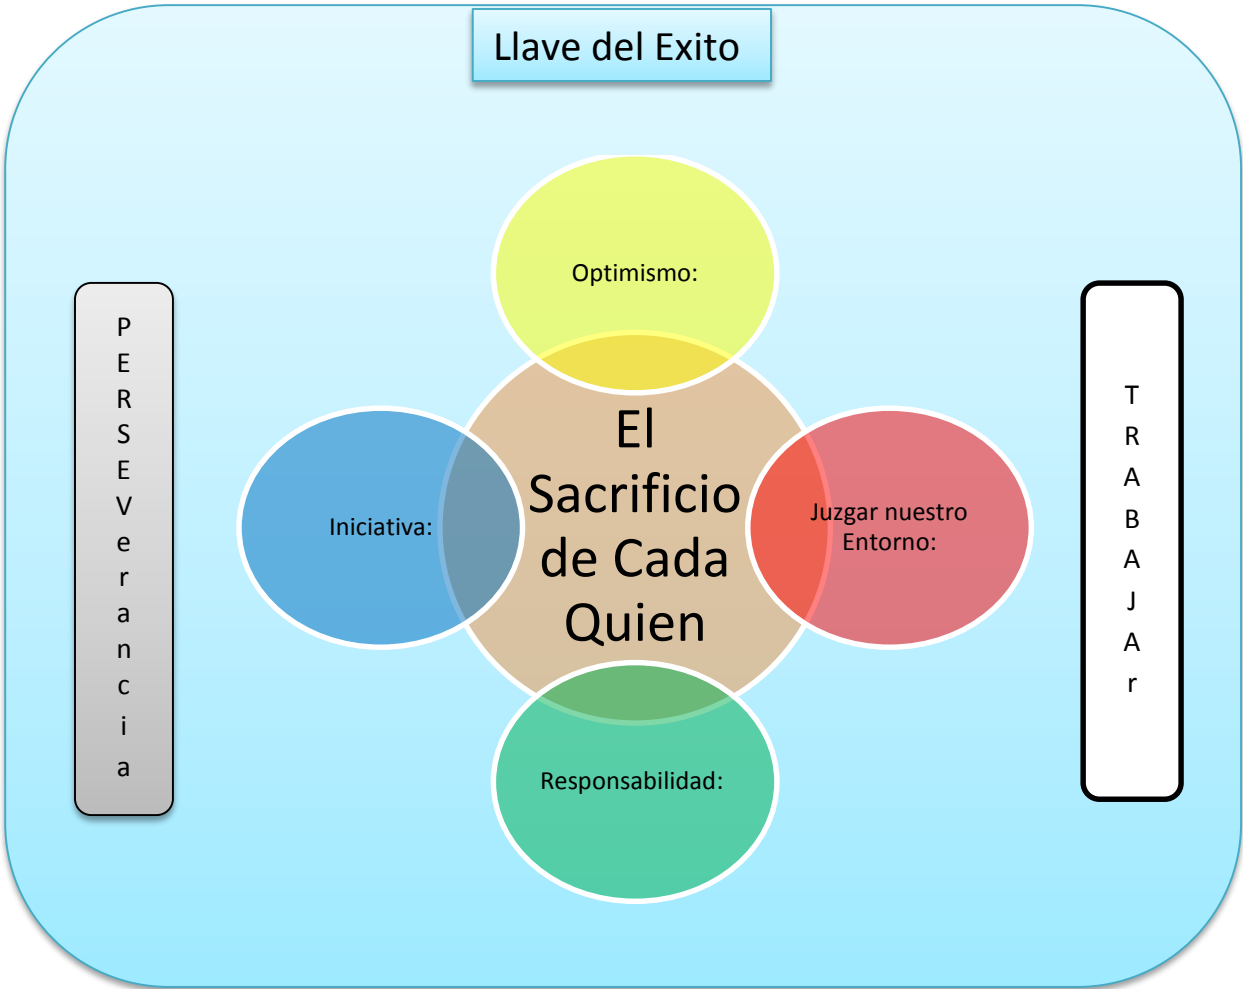 Llave del Exito
Optimismo:
P
E
R
S
E
V
e
r
a
n
c
i
a
Iniciativa:
El
Sacrificio
de Cada
Quien
Juzgar nuestro
Entorno:
T
R
A
B
A
J
A
r
Responsabilidad: